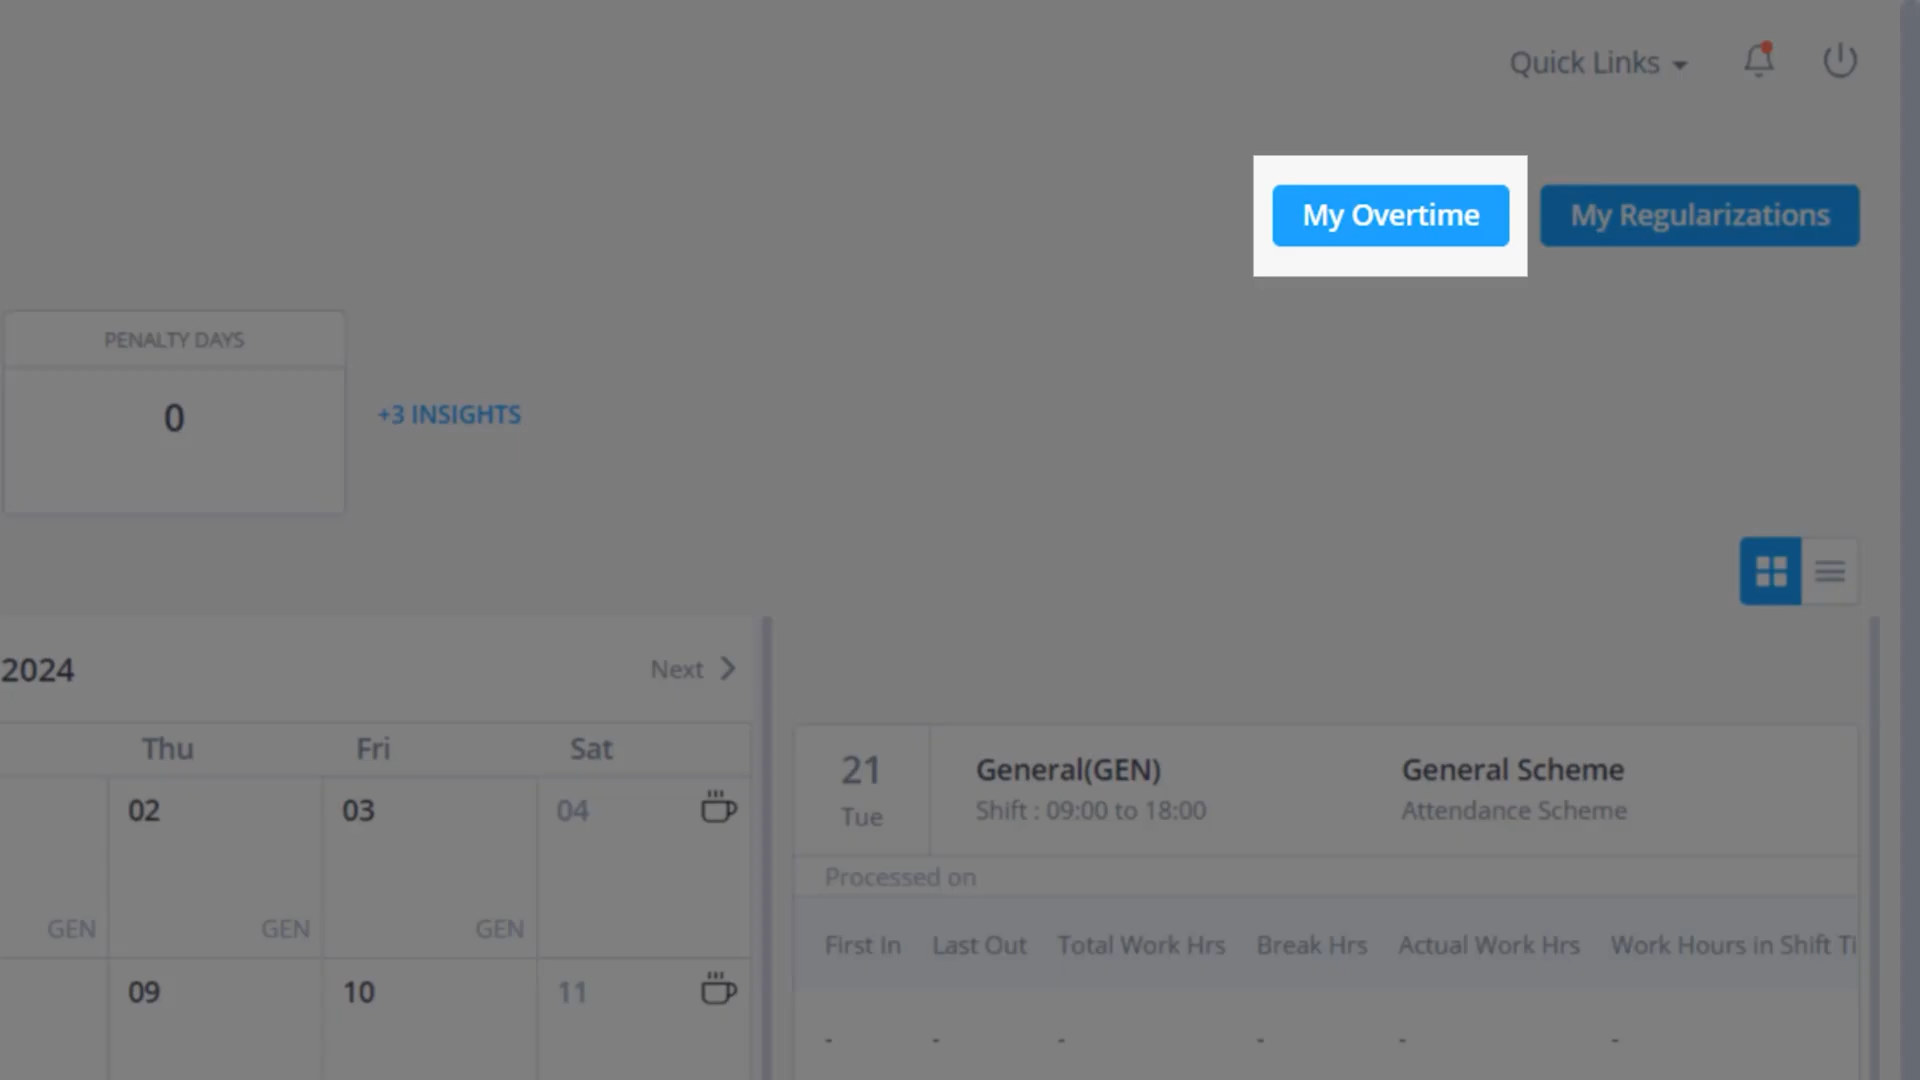 Quick Links
My Overtime
My Regularizations
PENALTY DAYS
0
+3 INSIGHTS
2024
Next
Thu Fri Sat
02 03 04
GEN GEN GEN
09 10 11
21
Tue
General(GEN)
Shift : 09:00 to 18:00
General Scheme
Attendance Scheme
Processed on
First In Last Out Total Work Hrs Break Hrs Actual Work Hrs Work Hours in Shift Ti
- - - - - -